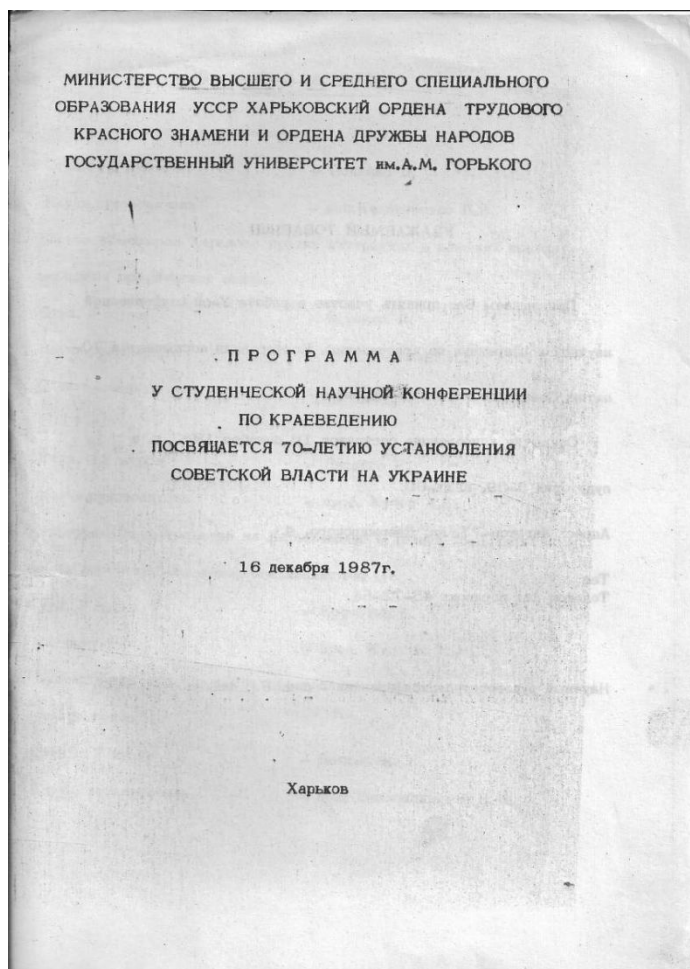 МИНИСТЕРСТВО ВЫСШЕГО И СРЕДНЕГО СПЕЦИАЛЬНОГО
ОБРАЗОВАНИЯ УССР ХАРЬКОВСКИЙ ОРДЕНА ТРУДОВОГО
КРАСНОГО ЗНАМЕНИ И ОРДЕНА ДРУЖБЫ НАРОДОВ
ГОСУДАРСТВЕННЫЙ УНИВЕРСИТЕТ им.А.М. ГОРЬКОГО
П Р О Г Р А М М А
У СТУДЕНЧЕСКОЙ НАУЧНОЙ КОНФЕРЕНЦИИ
ПО КРАЕВЕДЕНИЮ
ПОСВЯЩАЕТСЯ 70-ЛЕТИЮ УСТАНОВЛЕНИЯ
СОВЕТСКОЙ ВЛАСТИ НА УКРАИНЕ
16 декабря 1987г.
Харьков